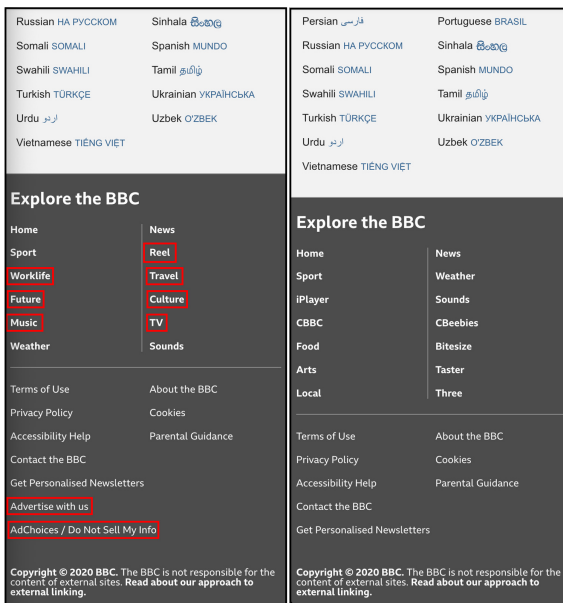 Russian НА РУССКОМ Sinhala සිංහල
Somali SOMALI Spanish MUNDO
Swahili SWAHILI Tamil தமிழ்
Turkish TÜRKÇE Ukrainian УКРАЇНСЬКA
Urdu اردو Uzbek O'ZBEK
Vietnamese TIẾNG VIỆT
Explore the BBC
Home News
Sport Reel
Worklife Travel
Future Culture
Music TV
Weather Sounds
Terms of Use About the BBC
Privacy Policy Cookies
Accessibility Help Parental Guidance
Contact the BBC
Get Personalised Newsletters
Advertise with us
AdChoices / Do Not Sell My Info
Copyright © 2020 BBC. The BBC is not responsible for the
content of external sites. Read about our approach to
external linking.
Persian فارسی Portuguese BRASIL
Russian НА РУССКОМ Sinhala සිංහල
Somali SOMALI Spanish MUNDO
Swahili SWAHILI Tamil தமிழ்
Turkish TÜRKÇE Ukrainian УКРАЇНСЬКA
Urdu اردو Uzbek O'ZBEK
Vietnamese TIẾNG VIỆT
Explore the BBC
Home News
Sport Weather
iPlayer Sounds
CBBC CBeebies
Food Bitesize
Arts Taster
Local Three
Terms of Use About the BBC
Privacy Policy Cookies
Accessibility Help Parental Guidance
Contact the BBC
Get Personalised Newsletters
Copyright © 2020 BBC. The BBC is not responsible for the
content of external sites. Read about our approach to
external linking.